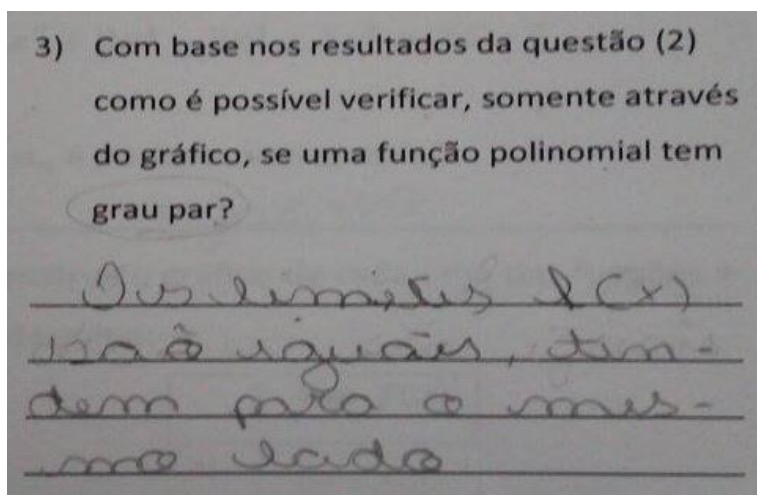 3) Com base nos resultados da questão (2)
como é possível verificar, somente através
do gráfico, se uma função polinomial tem
grau par?
Os limites f(x)
são iguais, ten-
dem para o mes-
mo lado